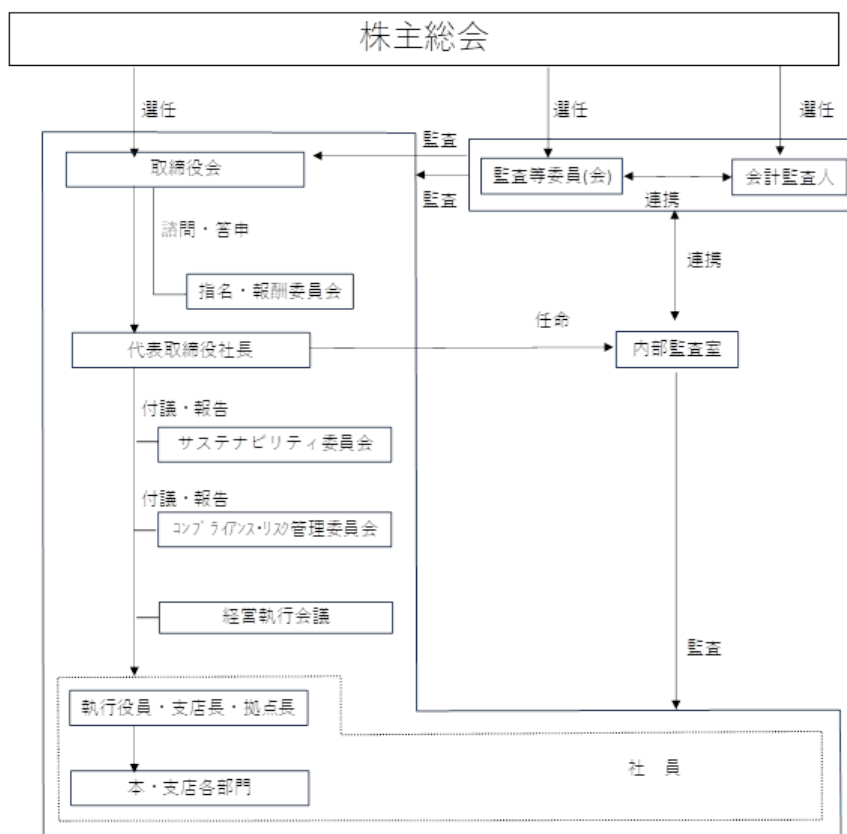 株主総会
選任
選任
選任
監査
取締役会
監査等委員(会)
会計監査人
監査
連携
諮問・答申
連携
指名・報酬委員会
任命
代表取締役社長
内部監査室
付議・報告
サステナビリティ委員会
付議・報告
コンプライアンス・リスク管理委員会
経営執行会議
監査
執行役員・支店長・拠点長
社　員
本・支店各部門